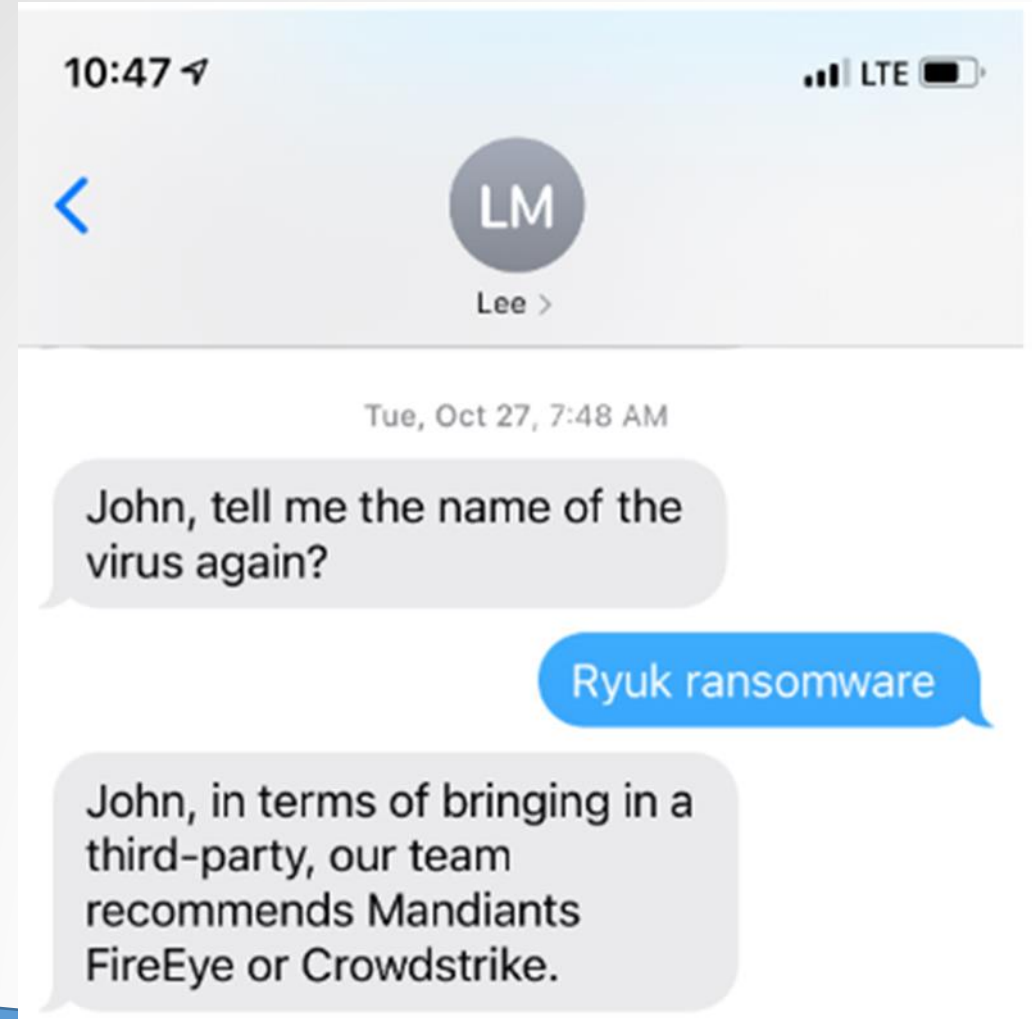 10:47 LTE
LM
Lee >
Tue, Oct 27, 7:48 AM
John, tell me the name of the
virus again?
Ryuk ransomware
John, in terms of bringing in a
third-party, our team
recommends Mandiants
FireEye or Crowdstrike.